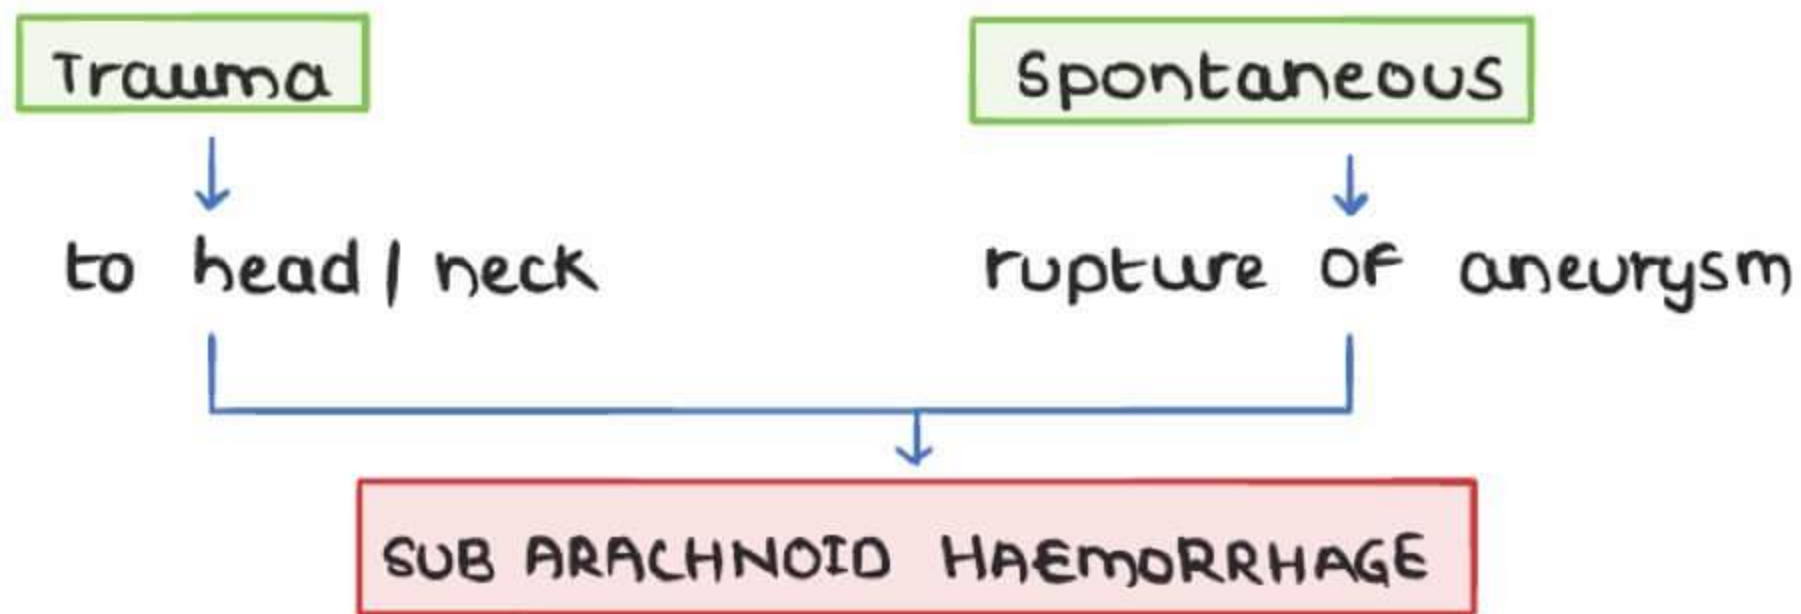 Trauma
Spontaneous
to head / neck
rupture of aneurysm
SUB ARACHNOID HAEMORRHAGE